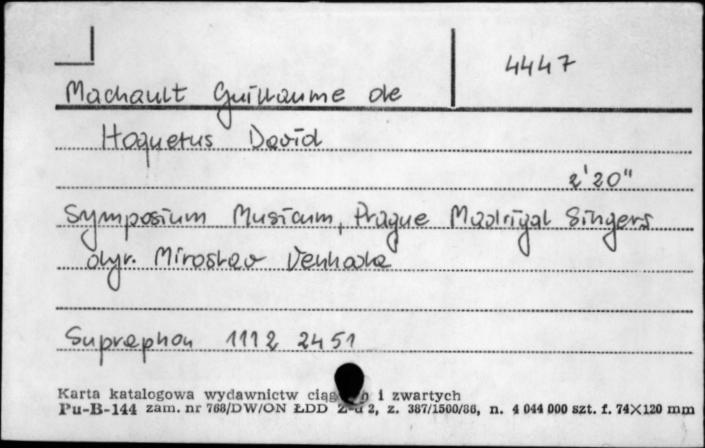 4447
Machault Guillaume de
Hoquetus David
2'20"
Symposium Musicum, Prague Madrigal Singers
dyr. Miroslav Venhoda
Supraphon 1112 2451
Karta katalogowa wydawnictw i zwartych
Pu-B-144 zam. nr 768/DW/ON ŁDD Z-d 2, z. 387/1500/86, n. 4 044 000 szt. f. 74×120 mm